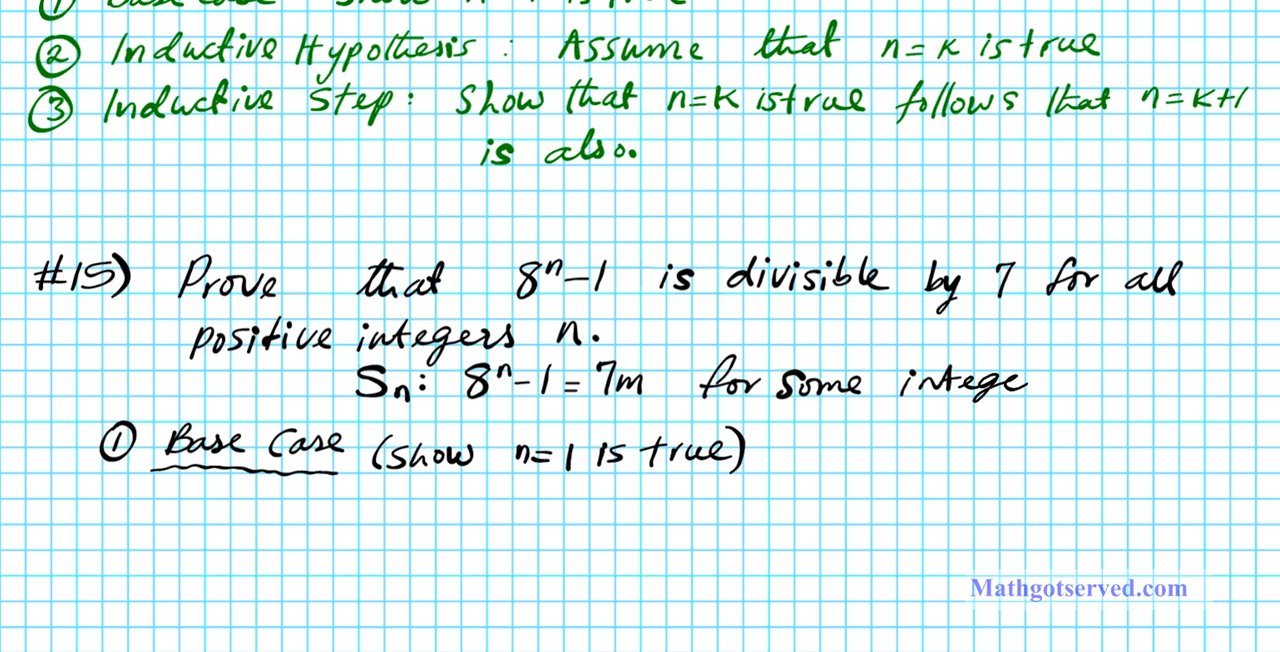 ② Inductive Hypothesis : Assume that n = k is true
③ Inductive Step: Show that n=k is true follows that n=k+1
is also.
#15) Prove that 8ⁿ-1 is divisible by 7 for all
positive integers n.
Sₙ: 8ⁿ-1 = 7m for some intege
① Base Case (show n=1 is true)
Mathgotserved.com